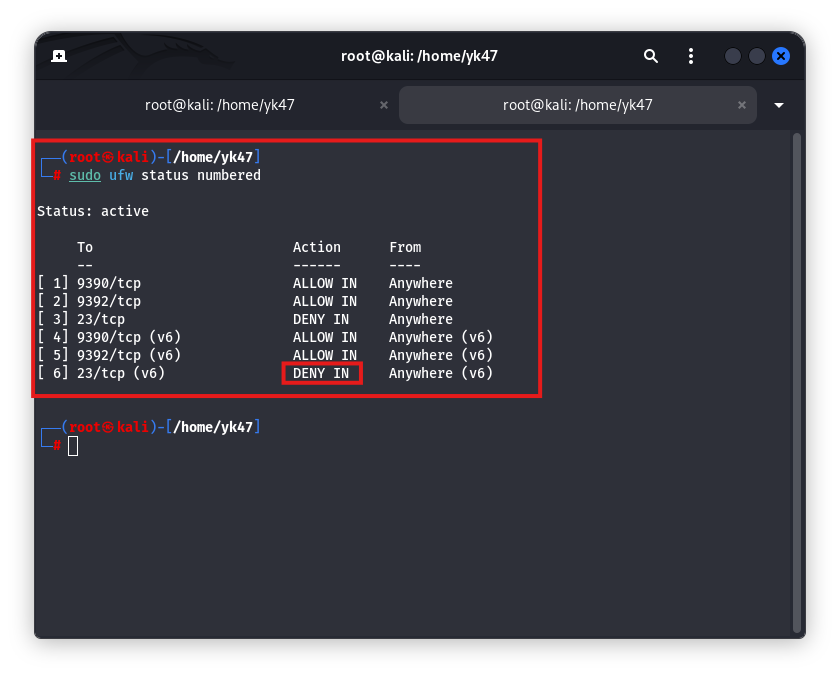 root@kali: /home/yk47
root@kali: /home/yk47 root@kali: /home/yk47
┌──(root㉿kali)-[/home/yk47]
└─# sudo ufw status numbered
Status: active
To Action From
-- ------ ----
[ 1] 9390/tcp ALLOW IN Anywhere
[ 2] 9392/tcp ALLOW IN Anywhere
[ 3] 23/tcp DENY IN Anywhere
[ 4] 9390/tcp (v6) ALLOW IN Anywhere (v6)
[ 5] 9392/tcp (v6) ALLOW IN Anywhere (v6)
[ 6] 23/tcp (v6) DENY IN Anywhere (v6)
┌──(root㉿kali)-[/home/yk47]
└─#